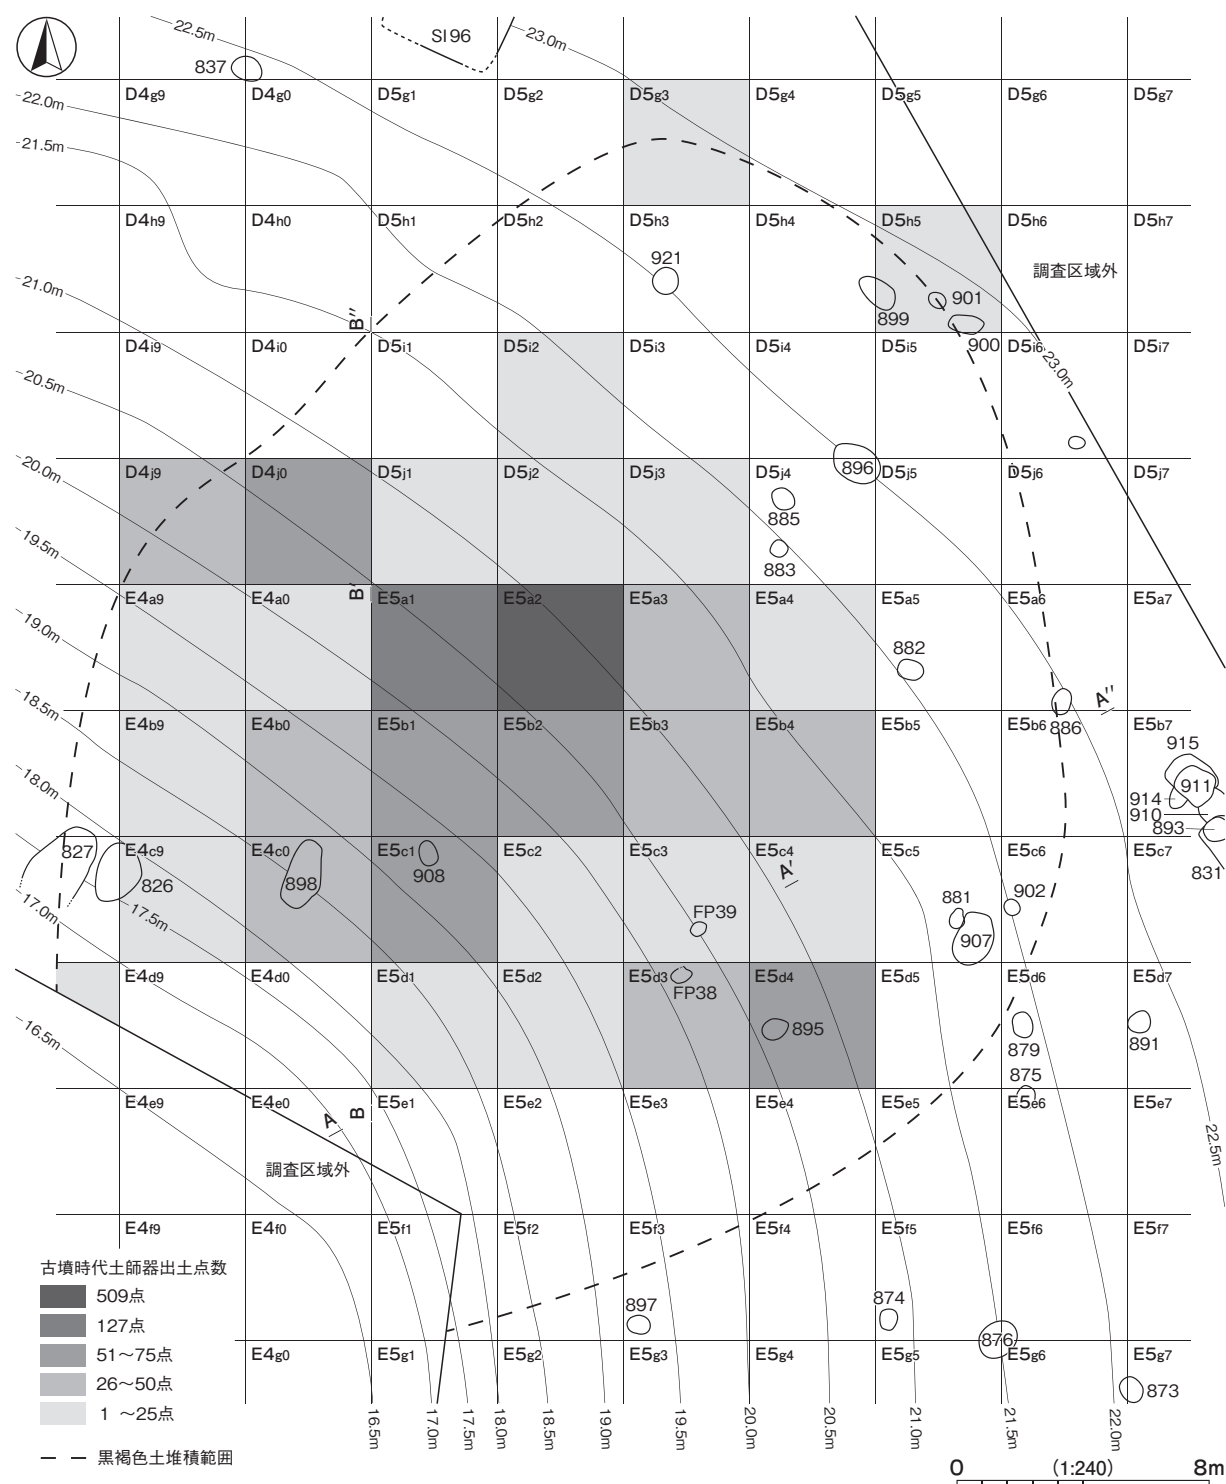 22.5m
SI96
23.0m
837
22.0m
D4g9 D4g0 D5g1 D5g2 D5g3 D5g4 D5g5 D5g6 D5g7
21.5m
D4h9 D4h0 D5h1 D5h2 D5h3 D5h4 D5h5 D5h6 D5h7
921
調査区域外
21.0m
901
899
B''
900
D4i9 D4i0 D5i1 D5i2 D5i3 D5i4 D5i5 D5i6 D5i7
23.0m
20.5m
20.0m
D4j9 D4j0 D5j1 D5j2 D5j3 D5j4 896 D5j5 D5j6 D5j7
885
19.5m
883
B'
E4a9 E4a0 E5a1 E5a2 E5a3 E5a4 E5a5 E5a6 E5a7
19.0m
882
18.5m
A''
E4b9 E4b0 E5b1 E5b2 E5b3 E5b4 E5b5 E5b6 886 E5b7
915
18.0m
911
914
910
893
827
E4c9 E4c0 E5c1 E5c2 E5c3 E5c4 E5c5 E5c6 E5c7
831
826
898
908
A'
17.0m
17.5m
FP39
881
902
907
E4d9 E4d0 E5d1 E5d2 E5d3 E5d4 E5d5 E5d6 E5d7
FP38
16.5m
895
879
891
875
E4e9 E4e0 E5e1 E5e2 E5e3 E5e4 E5e5 E5e6 E5e7
A
B
22.5m
調査区域外
E4f9 E4f0 E5f1 E5f2 E5f3 E5f4 E5f5 E5f6 E5f7
897
874
876
E4g0 E5g1 E5g2 E5g3 E5g4 E5g5 E5g6 E5g7
873
古墳時代土師器出土点数
509点
127点
51～75点
26～50点
1 ～25点
黒褐色土堆積範囲
16.5m 17.0m 17.5m 18.0m 18.5m 19.0m 19.5m 20.0m 20.5m 21.0m 21.5m 22.0m
0 (1:240) 8m